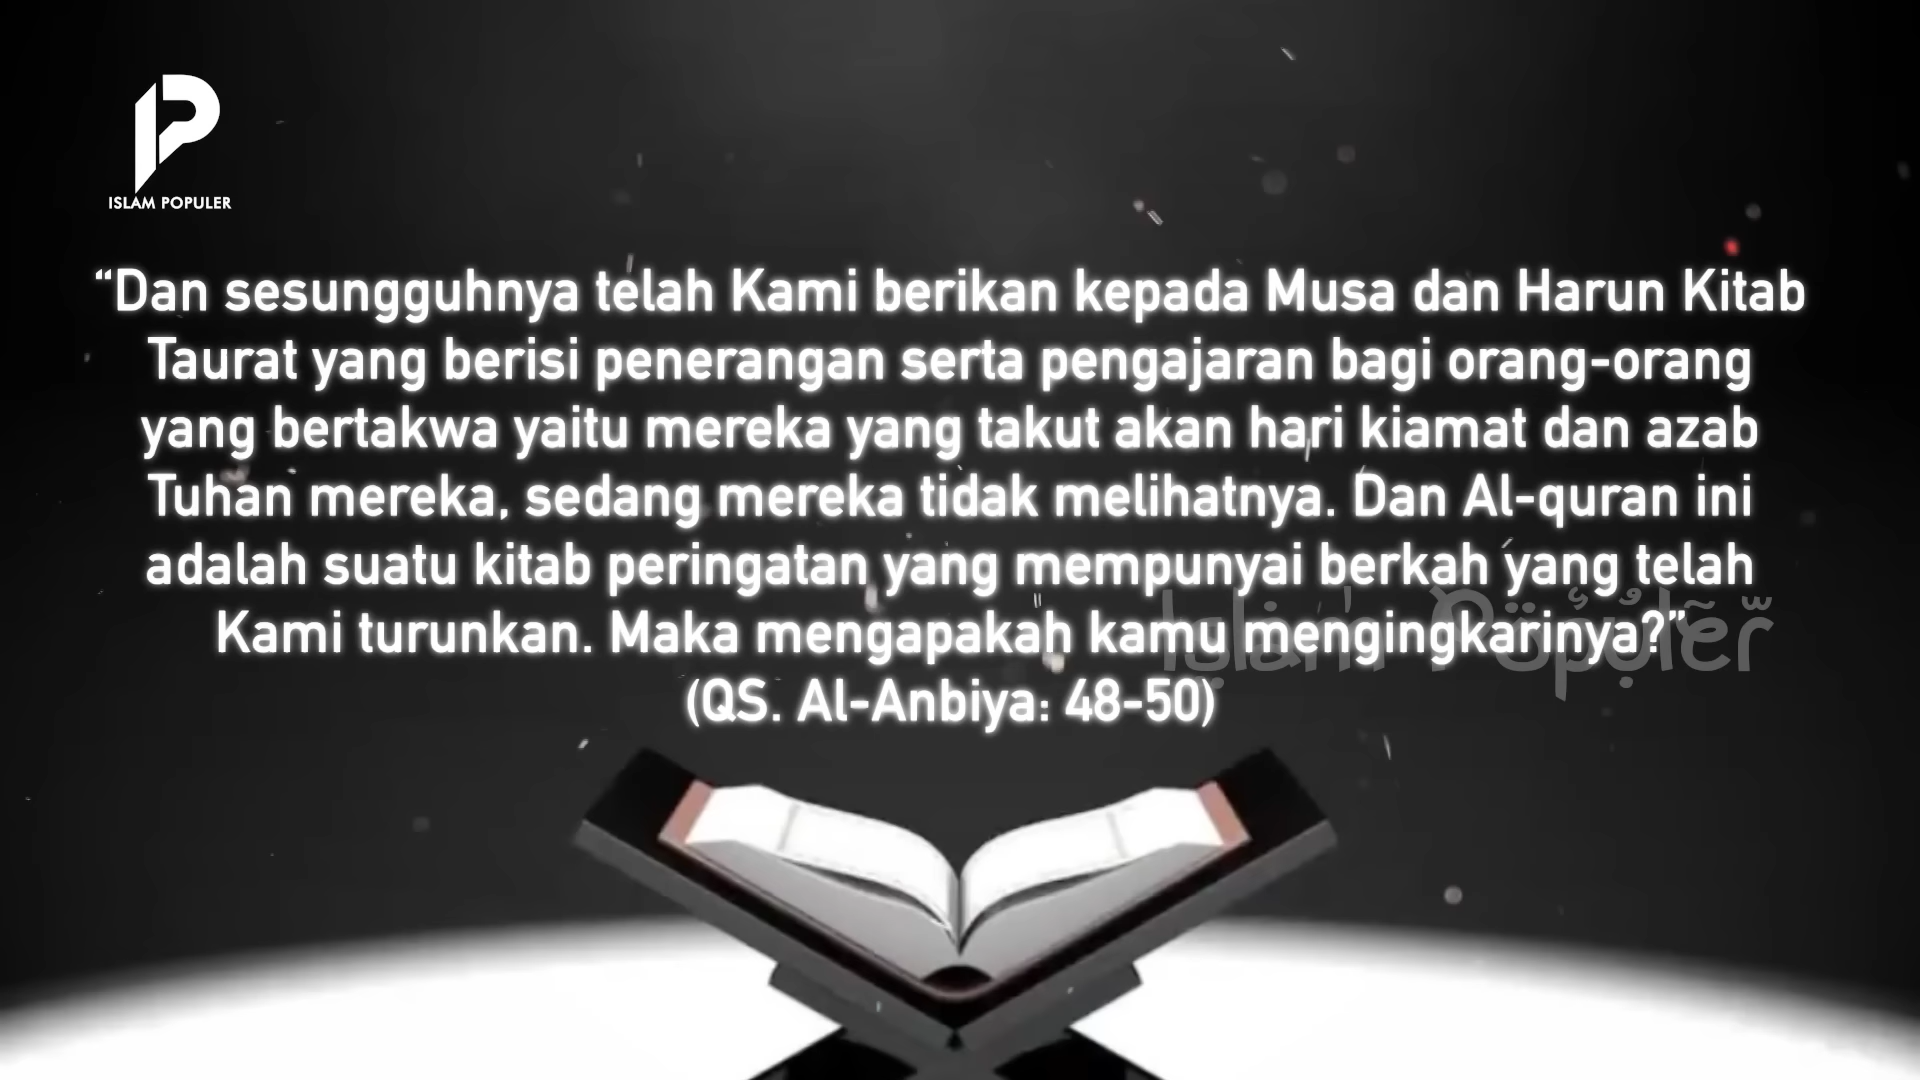 ISLAM POPULER
“Dan sesungguhnya telah Kami berikan kepada Musa dan Harun Kitab
Taurat yang berisi penerangan serta pengajaran bagi orang-orang
yang bertakwa yaitu mereka yang takut akan hari kiamat dan azab
Tuhan mereka, sedang mereka tidak melihatnya. Dan Al-quran ini
adalah suatu kitab peringatan yang mempunyai berkah yang telah
Kami turunkan. Maka mengapakah kamu mengingkarinya?”
Islam Populer
(QS. Al-Anbiya: 48-50)